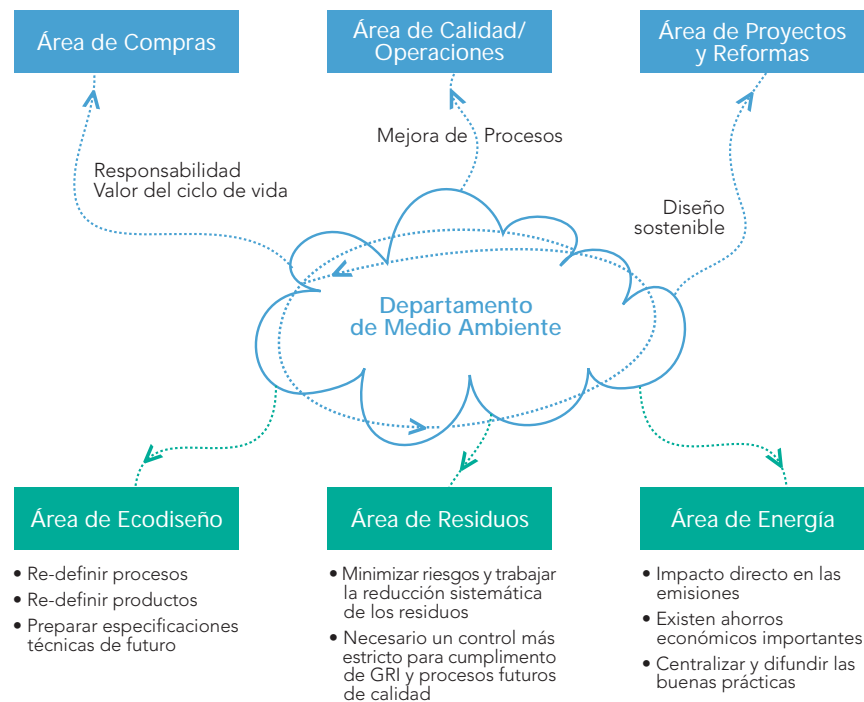 Área de Compras
Área de Calidad/
Operaciones
Área de Proyectos
y Reformas
Responsabilidad
Valor del ciclo de vida
Mejora de Procesos
Diseño
sostenible
Departamento
de Medio Ambiente
Área de Ecodiseño
• Re-definir procesos
• Re-definir productos
• Preparar especificaciones
técnicas de futuro
Área de Residuos
• Minimizar riesgos y trabajar
la reducción sistemática
de los residuos
• Necesario un control más
estricto para cumplimento
de GRI y procesos futuros
de calidad
Área de Energía
• Impacto directo en las
emisiones
• Existen ahorros
económicos importantes
• Centralizar y difundir las
buenas prácticas